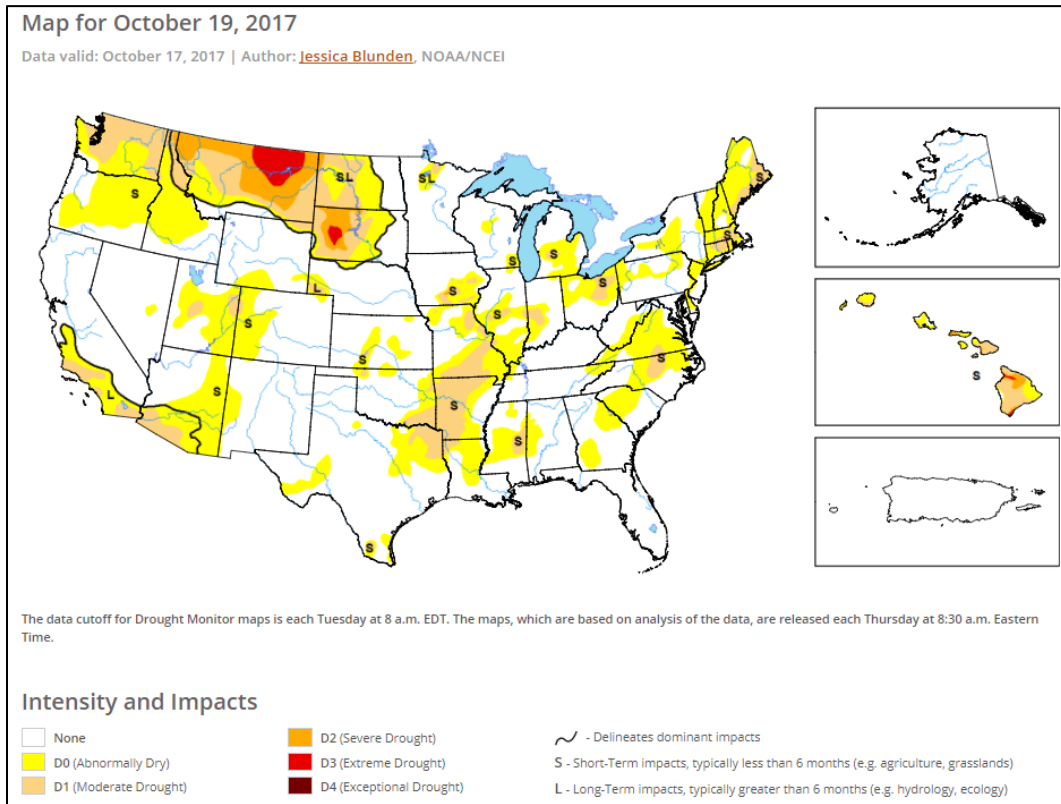 Map for October 19, 2017
Data valid: October 17, 2017 | Author: Jessica Blunden, NOAA/NCEI
S
SL
SL
S
S
S
S
S
L
S
S
S
S
S
S
L
S
S
S
S
S
The data cutoff for Drought Monitor maps is each Tuesday at 8 a.m. EDT. The maps, which are based on analysis of the data, are released each Thursday at 8:30 a.m. Eastern
Time.
Intensity and Impacts
None
D0 (Abnormally Dry)
D1 (Moderate Drought)
D2 (Severe Drought)
D3 (Extreme Drought)
D4 (Exceptional Drought)
- Delineates dominant impacts
S - Short-Term impacts, typically less than 6 months (e.g. agriculture, grasslands)
L - Long-Term impacts, typically greater than 6 months (e.g. hydrology, ecology)